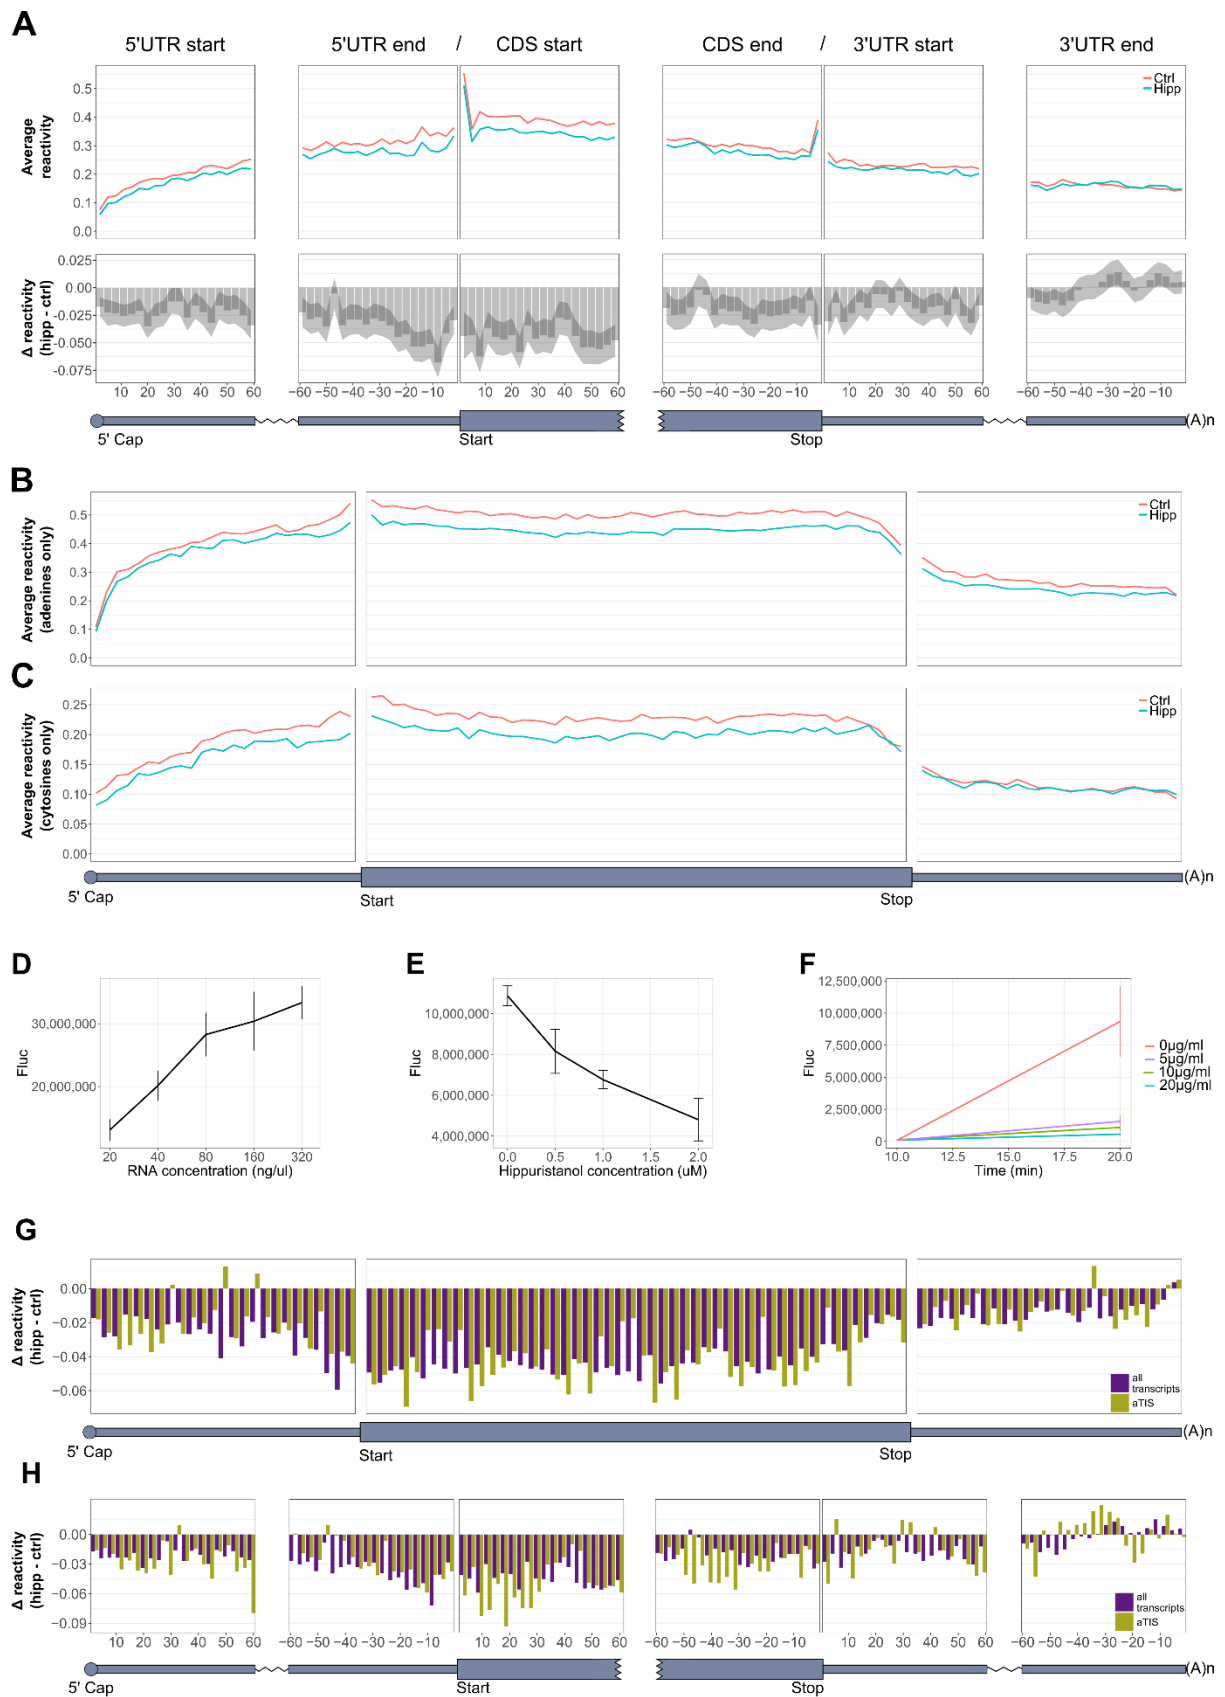 A
5'UTR start
5'UTR end / CDS start
CDS end / 3'UTR start
3'UTR end
Average
reactivity
0.5
0.4
0.3
0.2
0.1
0.0
Ctrl
Hipp
Δ reactivity
(hipp - ctrl)
0.025
0.00
−0.025
−0.050
−0.075
10 20 30 40 50 60
−60 −50 −40 −30 −20 −10
10 20 30 40 50 60
−60 −50 −40 −30 −20 −10
10 20 30 40 50 60
−60 −50 −40 −30 −20 −10
5' Cap
Start
Stop
(A)n
B
Average reactivity
(adenines only)
0.5
0.4
0.3
0.2
0.1
0.0
Ctrl
Hipp
C
Average reactivity
(cytosines only)
0.25
0.20
0.15
0.10
0.05
0.00
Ctrl
Hipp
5' Cap
Start
Stop
(A)n
D
Fluc
30,000,000
20,000,000
20 40 80 160 320
RNA concentration (ng/ul)
E
Fluc
10,000,000
8,000,000
6,000,000
4,000,000
0.0 0.5 1.0 1.5 2.0
Hippuristanol concentration (uM)
F
Fluc
12,500,000
10,000,000
7,500,000
5,000,000
2,500,000
0
10.0 12.5 15.0 17.5 20.0
Time (min)
0µg/ml
5µg/ml
10µg/ml
20µg/ml
G
Δ reactivity
(hipp - ctrl)
0.00
−0.02
−0.04
−0.06
all
transcripts
aTIS
5' Cap
Start
Stop
(A)n
H
Δ reactivity
(hipp - ctrl)
0.00
−0.03
−0.06
−0.09
all
transcripts
aTIS
10 20 30 40 50 60
−60 −50 −40 −30 −20 −10
10 20 30 40 50 60
−60 −50 −40 −30 −20 −10
10 20 30 40 50 60
−60 −50 −40 −30 −20 −10
5' Cap
Start
Stop
(A)n